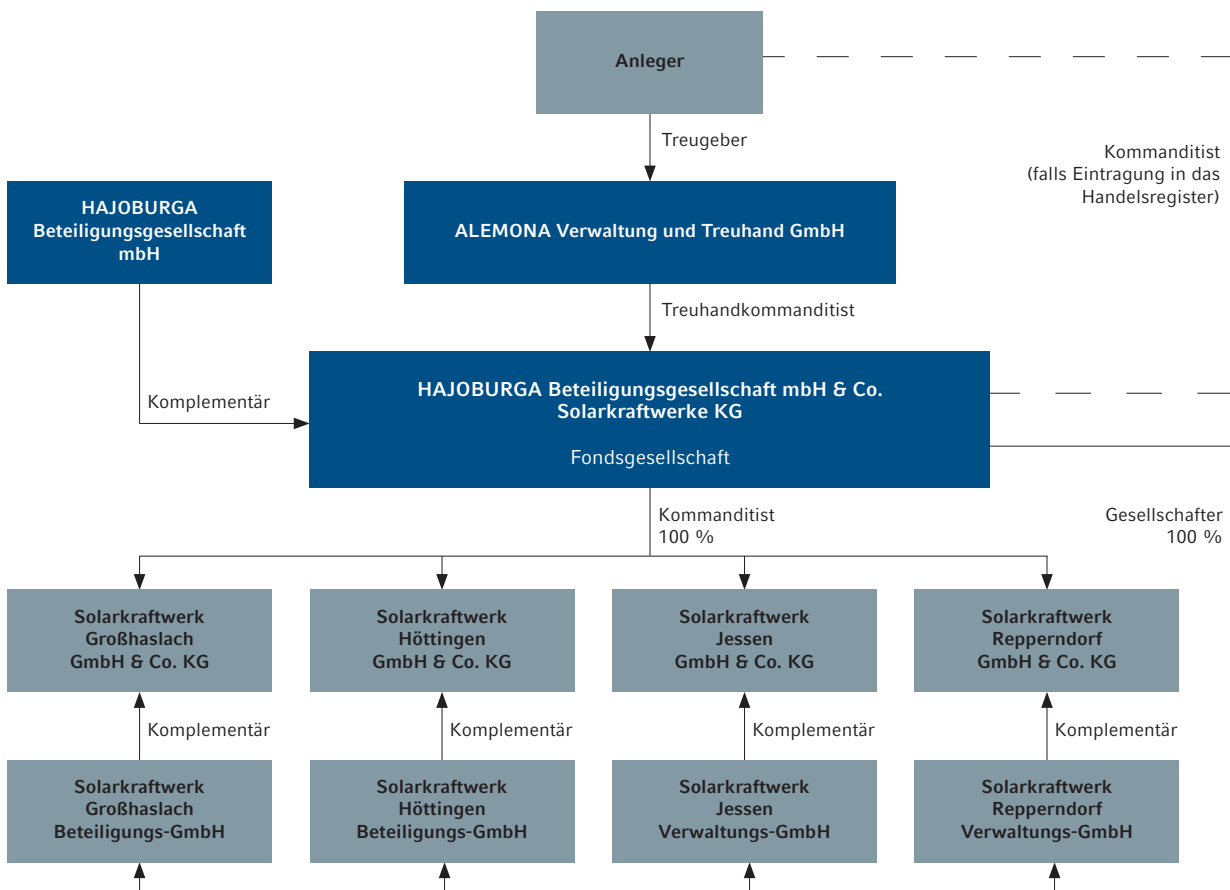 Anleger
Treugeber
Kommanditist
(falls Eintragung in das
Handelsregister)
HAJOBURGA
Beteiligungsgesellschaft
mbH
ALEMONA Verwaltung und Treuhand GmbH
Treuhandkommanditist
Komplementär
HAJOBURGA Beteiligungsgesellschaft mbH & Co.
Solarkraftwerke KG
Fondsgesellschaft
Kommanditist
100 %
Gesellschafter
100 %
Solarkraftwerk
Großhaslach
GmbH & Co. KG
Solarkraftwerk
Höttingen
GmbH & Co. KG
Solarkraftwerk
Jessen
GmbH & Co. KG
Solarkraftwerk
Repperndorf
GmbH & Co. KG
Komplementär
Komplementär
Komplementär
Komplementär
Solarkraftwerk
Großhaslach
Beteiligungs-GmbH
Solarkraftwerk
Höttingen
Beteiligungs-GmbH
Solarkraftwerk
Jessen
Verwaltungs-GmbH
Solarkraftwerk
Repperndorf
Verwaltungs-GmbH